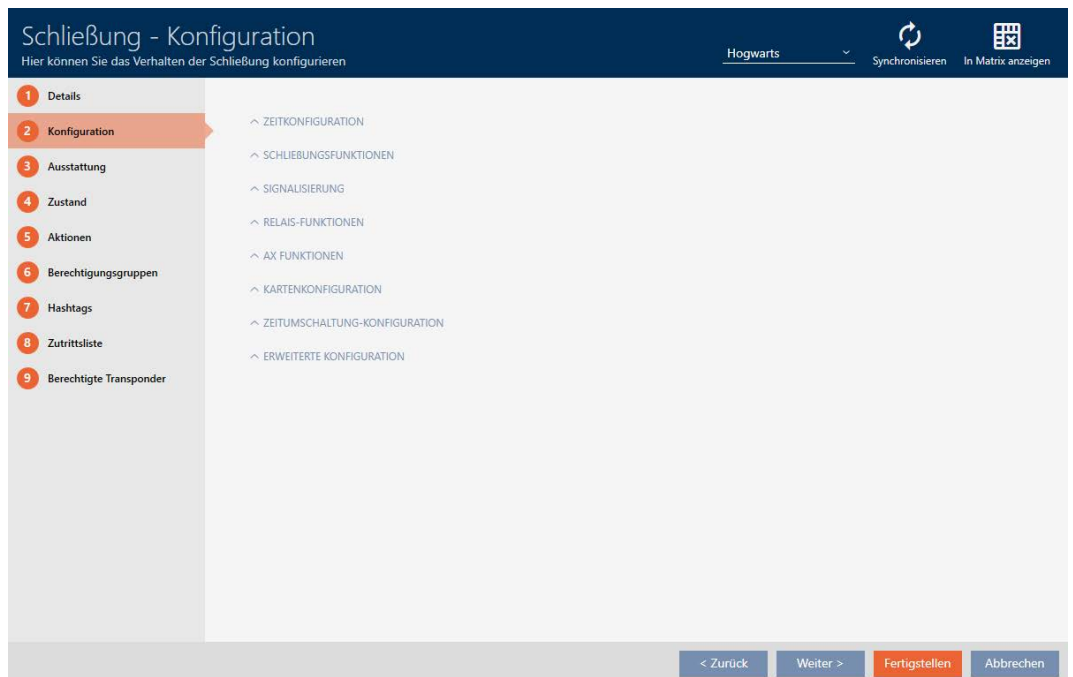 Schließung - Konfiguration
Hier können Sie das Verhalten der Schließung konfigurieren
Hogwarts
Synchronisieren
In Matrix anzeigen
1 Details
2 Konfiguration
3 Ausstattung
4 Zustand
5 Aktionen
6 Berechtigungsgruppen
7 Hashtags
8 Zutrittsliste
9 Berechtigte Transponder
ZEITKONFIGURATION
SCHLIEßUNGSFUNKTIONEN
SIGNALISIERUNG
RELAIS-FUNKTIONEN
AX FUNKTIONEN
KARTENKONFIGURATION
ZEITUMSCHALTUNG-KONFIGURATION
ERWEITERTE KONFIGURATION
< Zurück
Weiter >
Fertigstellen
Abbrechen